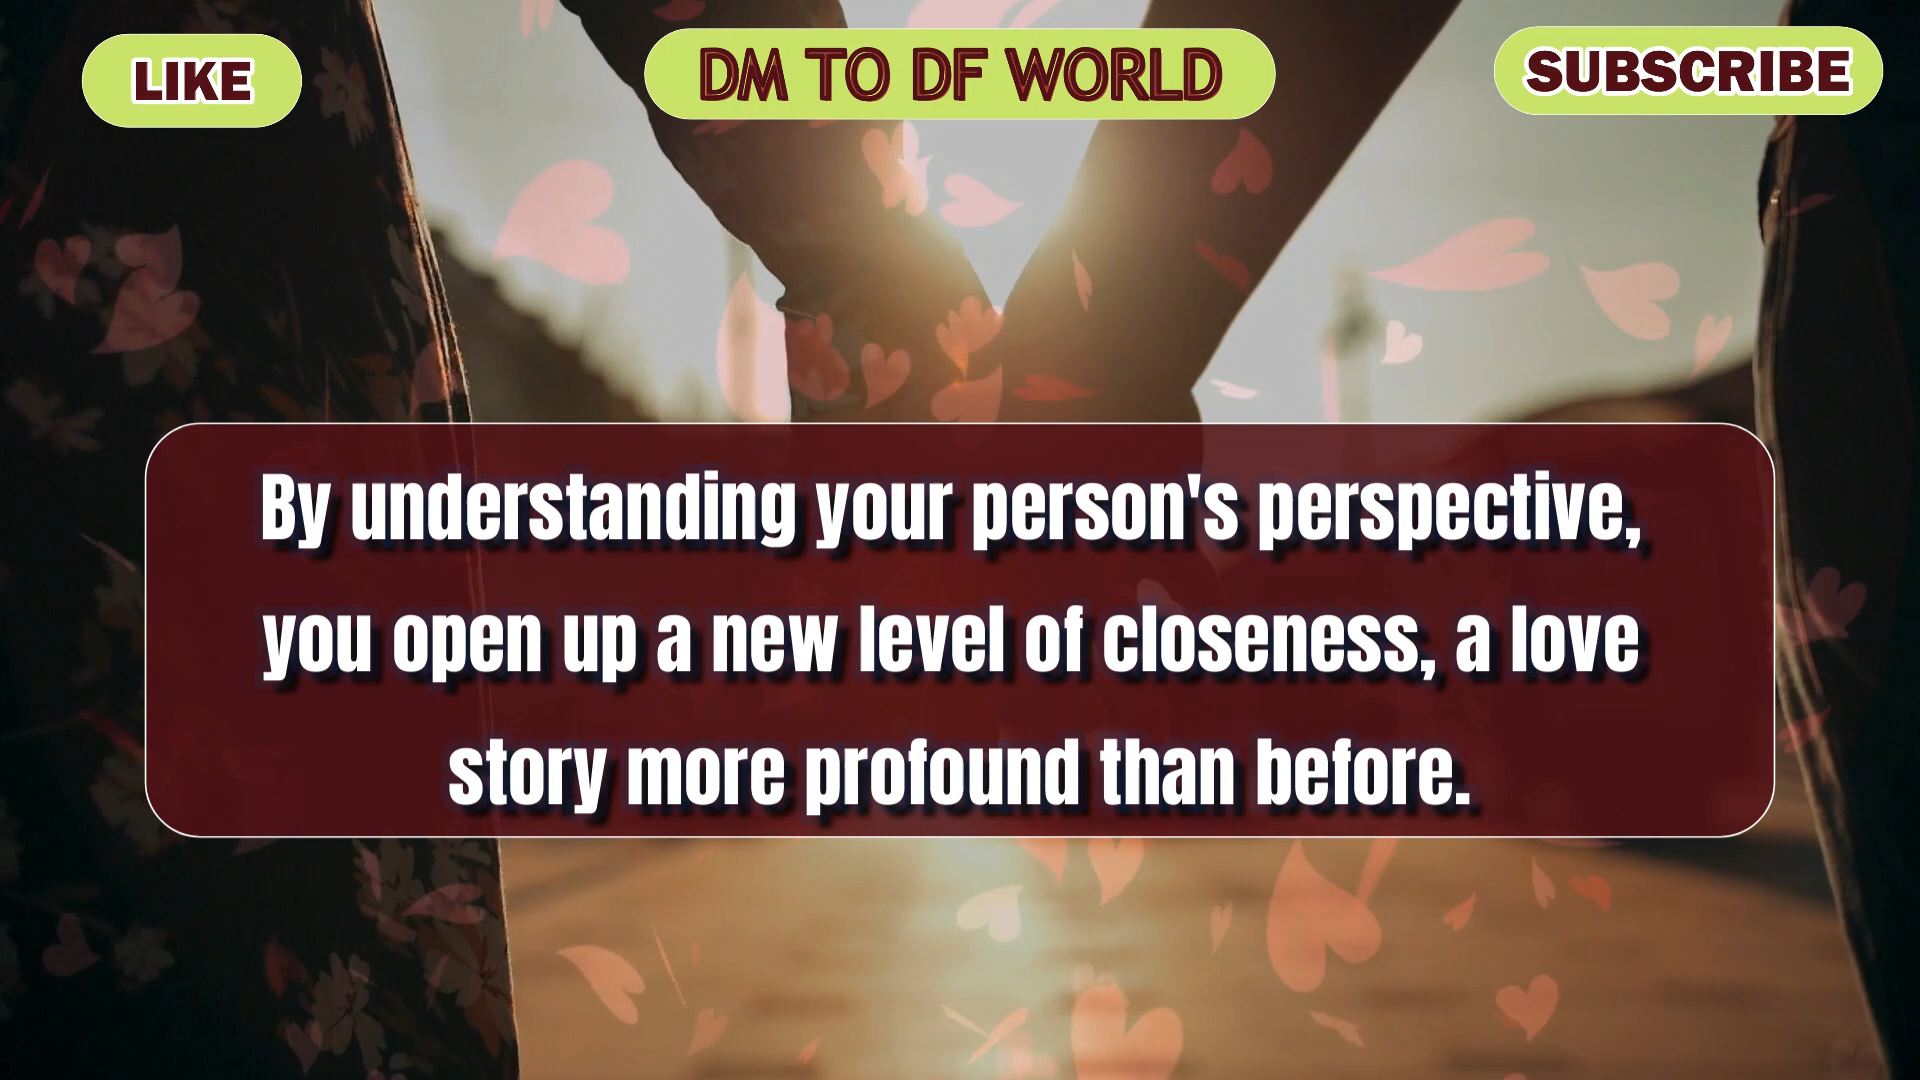 LIKE
DM TO DF WORLD
SUBSCRIBE
By understanding your person's perspective,
you open up a new level of closeness, a love
story more profound than before.